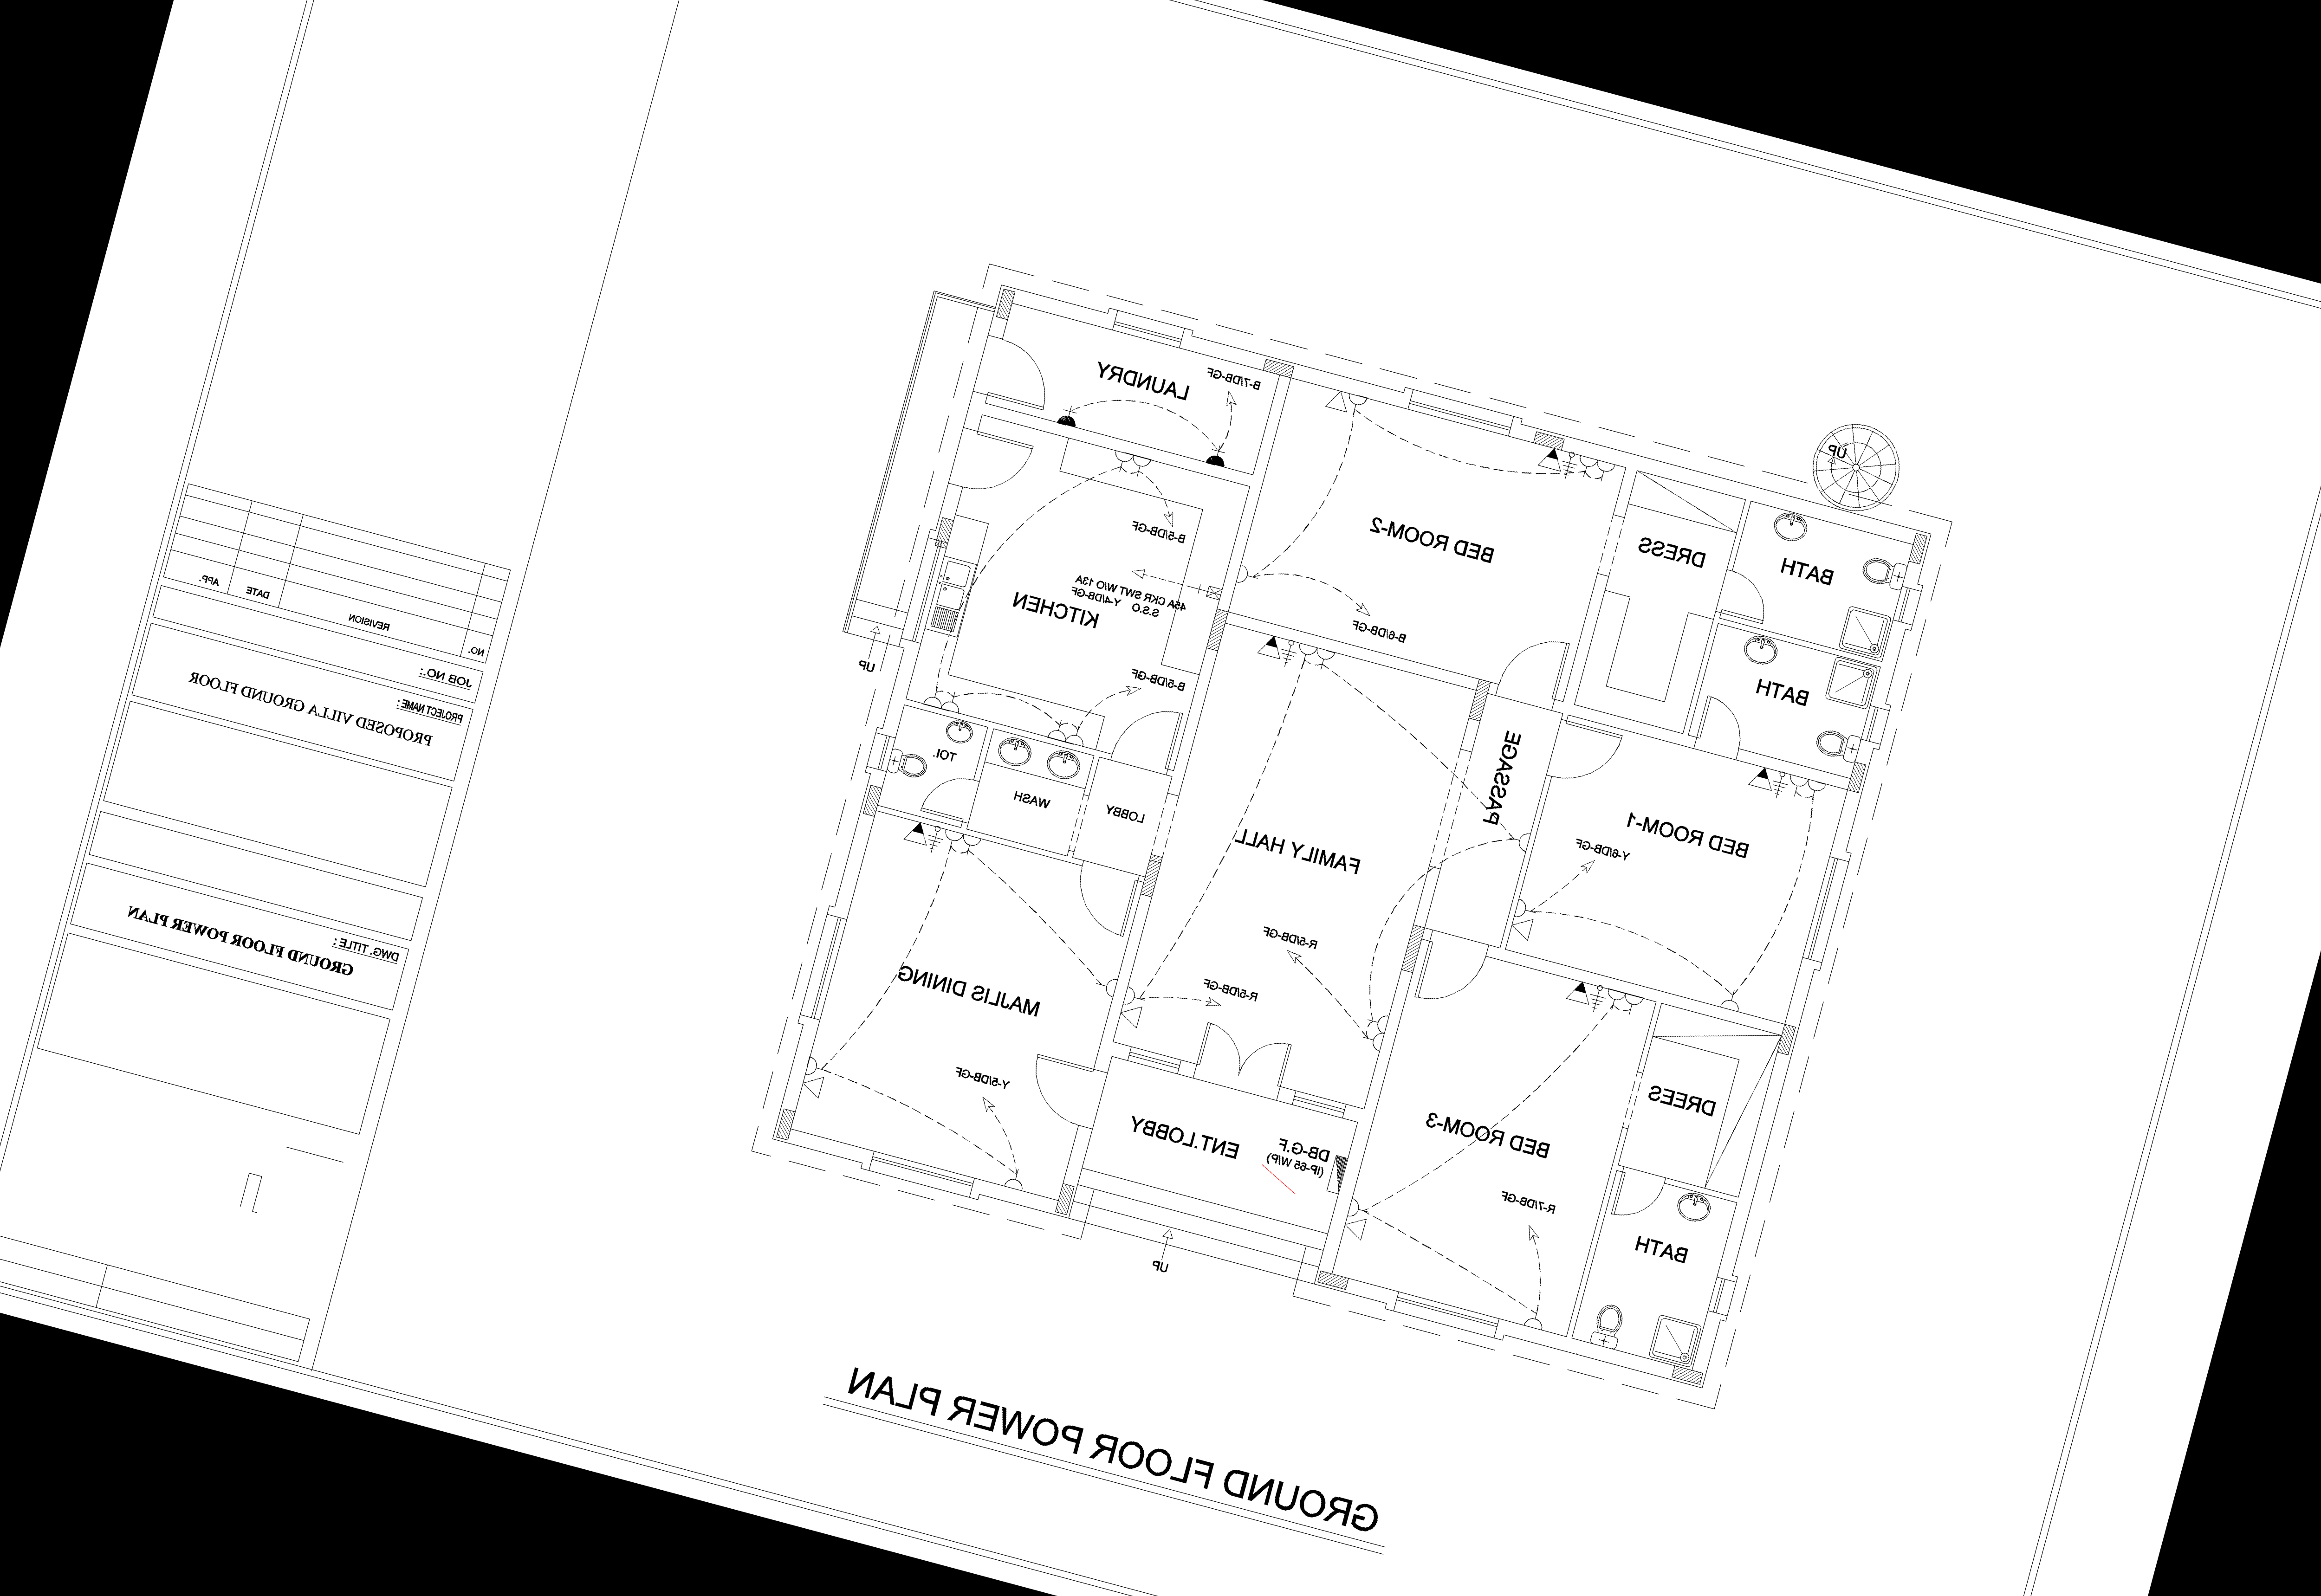 LAUNDRY
B-7/DB-GF
UP
BED ROOM-2
DRESS
BATH
B-5/DB-GF
45A CKR SWT W/O 13A
S.S.O   Y-4/DB-GF
KITCHEN
B-6/DB-GF
UP
B-5/DB-GF
BATH
TOI.
WASH
LOBBY
PASSAGE
FAMILY HALL
BED ROOM-1
Y-6/DB-GF
R-5/DB-GF
R-5/DB-GF
MAJLIS DINING
Y-5/DB-GF
ENT.LOBBY
DB-G.F
(IP-65 W/P)
BED ROOM-3
DREES
R-7/DB-GF
BATH
UP
GROUND FLOOR POWER PLAN
NO.
REVISION
DATE
APP.
JOB NO.:
PROJECT NAME :
PROPOSED VILLA GROUND FLOOR
DWG. TITLE :
GROUND FLOOR POWER PLAN